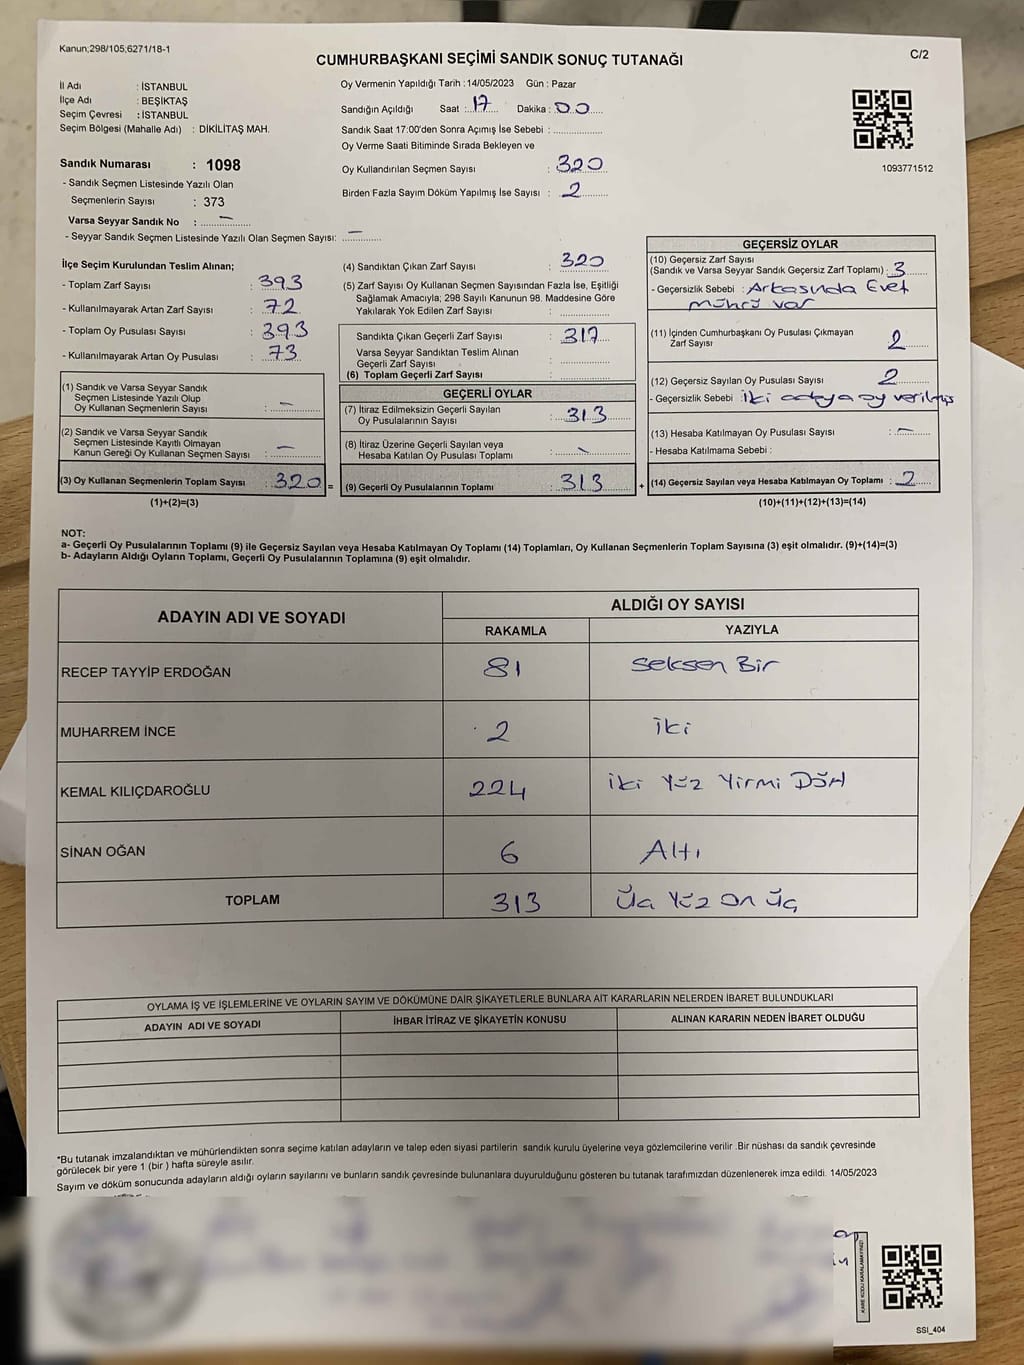 Kanun;298/105;6271/18-1
C/2
CUMHURBAŞKANI SEÇİMİ SANDIK SONUÇ TUTANAĞI
İl Adı : İSTANBUL
İlçe Adı : BEŞİKTAŞ
Seçim Çevresi : İSTANBUL
Seçim Bölgesi (Mahalle Adı) : DİKİLİTAŞ MAH.
Sandık Numarası : 1098
- Sandık Seçmen Listesinde Yazılı Olan
Seçmenlerin Sayısı : 373
Varsa Seyyar Sandık No : –
- Seyyar Sandık Seçmen Listesinde Yazılı Olan Seçmen Sayısı: –
Oy Vermenin Yapıldığı Tarih :14/05/2023 Gün : Pazar
Sandığın Açıldığı Saat : 17 Dakika : 00
Sandık Saat 17:00'den Sonra Açımış İse Sebebi :
Oy Verme Saati Bitiminde Sırada Bekleyen ve
Oy Kullandırılan Seçmen Sayısı : 320
Birden Fazla Sayım Döküm Yapılmış İse Sayısı : 2
1093771512
İlçe Seçim Kurulundan Teslim Alınan;
- Toplam Zarf Sayısı : 393
- Kullanılmayarak Artan Zarf Sayısı : 72
- Toplam Oy Pusulası Sayısı : 393
- Kullanılmayarak Artan Oy Pusulası : 73
(1) Sandık ve Varsa Seyyar Sandık
Seçmen Listesinde Yazılı Olup
Oy Kullanan Seçmenlerin Sayısı : –
(2) Sandık ve Varsa Seyyar Sandık
Seçmen Listesinde Kayıtlı Olmayan
Kanun Gereği Oy Kullanan Seçmen Sayısı : –
(3) Oy Kullanan Seçmenlerin Toplam Sayısı : 320 =
(1)+(2)=(3)
(4) Sandıktan Çıkan Zarf Sayısı : 320
(5) Zarf Sayısı Oy Kullanan Seçmen Sayısından Fazla İse, Eşitliği
Sağlamak Amacıyla; 298 Sayılı Kanunun 98. Maddesine Göre
Yakılarak Yok Edilen Zarf Sayısı :
Sandıkta Çıkan Geçerli Zarf Sayısı : 317
Varsa Seyyar Sandıktan Teslim Alınan
Geçerli Zarf Sayısı :
(6) Toplam Geçerli Zarf Sayısı :
GEÇERLİ OYLAR
(7) İtiraz Edilmeksizin Geçerli Sayılan
Oy Pusulalarının Sayısı : 313
(8) İtiraz Üzerine Geçerli Sayılan veya
Hesaba Katılan Oy Pusulası Toplamı : -
(9) Geçerli Oy Pusulalarının Toplamı : 313 +
GEÇERSİZ OYLAR
(10) Geçersiz Zarf Sayısı
(Sandık ve Varsa Seyyar Sandık Geçersiz Zarf Toplamı) : 3
- Geçersizlik Sebebi : Arkasında Evet
mührü var
(11) İçinden Cumhurbaşkanı Oy Pusulası Çıkmayan
Zarf Sayısı 2
(12) Geçersiz Sayılan Oy Pusulası Sayısı 2
- Geçersizlik Sebebi : iki adaya oy verilmiş
(13) Hesaba Katılmayan Oy Pusulası Sayısı : –
- Hesaba Katılmama Sebebi :
(14) Geçersiz Sayılan veya Hesaba Katılmayan Oy Toplamı : 2
(10)+(11)+(12)+(13)=(14)
NOT:
a- Geçerli Oy Pusulalarının Toplamı (9) ile Geçersiz Sayılan veya Hesaba Katılmayan Oy Toplamı (14) Toplamları, Oy Kullanan Seçmenlerin Toplam Sayısına (3) eşit olmalıdır. (9)+(14)=(3)
b- Adayların Aldığı Oyların Toplamı, Geçerli Oy Pusulalarının Toplamına (9) eşit olmalıdır.
ADAYIN ADI VE SOYADI ALDIĞI OY SAYISI
RAKAMLA YAZIYLA
RECEP TAYYİP ERDOĞAN 81 Seksen Bir
MUHARREM İNCE 2 iki
KEMAL KILIÇDAROĞLU 224 iki Yüz Yirmi Dört
SİNAN OĞAN 6 Altı
TOPLAM 313 Üç Yüz On Üç
OYLAMA İŞ VE İŞLEMLERİNE VE OYLARIN SAYIM VE DÖKÜMÜNE DAİR ŞİKAYETLERLE BUNLARA AİT KARARLARIN NELERDEN İBARET BULUNDUKLARI
ADAYIN ADI VE SOYADI İHBAR İTİRAZ VE ŞİKAYETİN KONUSU ALINAN KARARIN NEDEN İBARET OLDUĞU
*Bu tutanak imzalandıktan ve mühürlendikten sonra seçime katılan adayların ve talep eden siyasi partilerin sandık kurulu üyelerine veya gözlemcilerine verilir .Bir nüshası da sandık çevresinde
görülecek bir yere 1 (bir ) hafta süreyle asılır.
Sayım ve döküm sonucunda adayların aldığı oyların sayılarını ve bunların sandık çevresinde bulunanlara duyurulduğunu gösteren bu tutanak tarafımızdan düzenlenerek imza edildi. 14/05/2023
KARE KODU KARALAMAYINIZ!
SSI_404